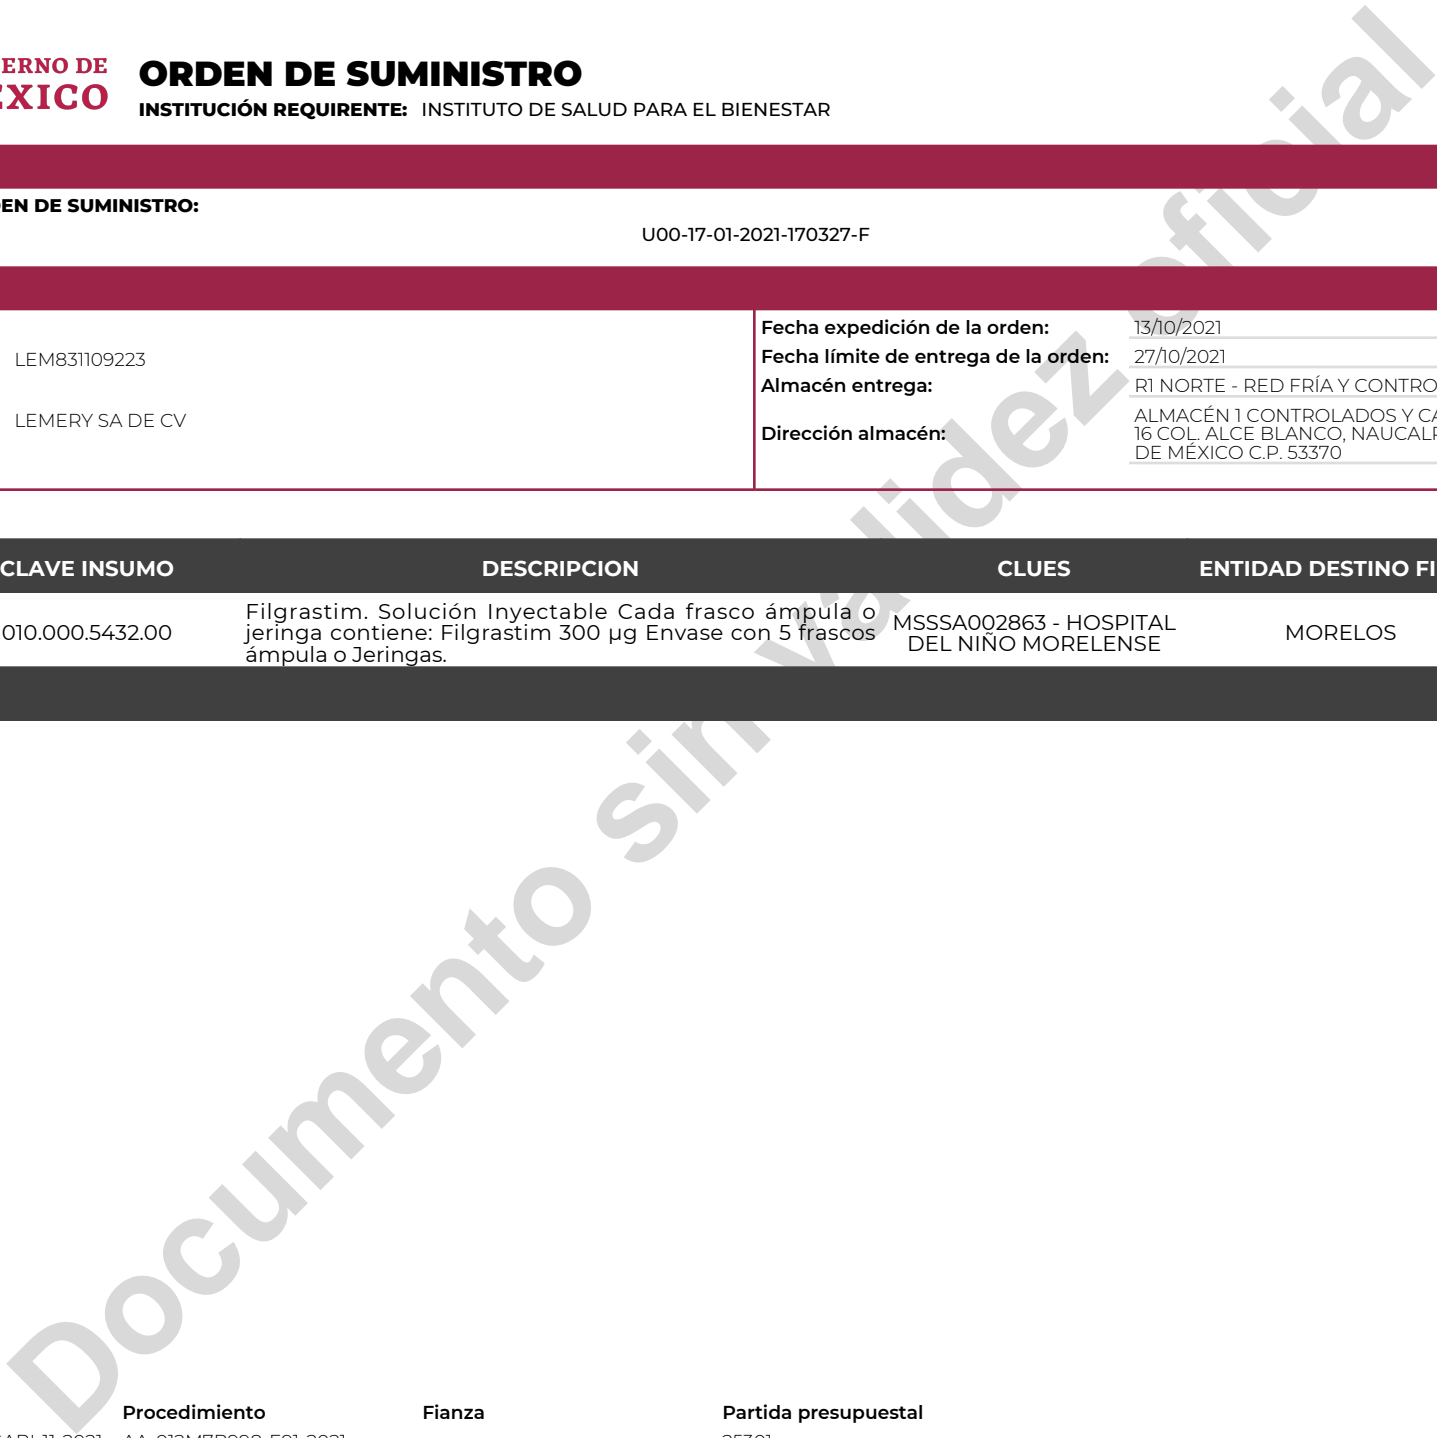 ERNO DE
ORDEN DE SUMINISTRO
INSTITUCIÓN REQUIRENTE: INSTITUTO DE SALUD PARA EL BIENESTAR
DE SUMINISTRO:
U00-17-01-2021-170327-F
LEM831109223
LEMERY SA DE CV
Fecha expedición de la orden: 13/10/2021
Fecha límite de entrega de la orden: 27/10/2021
Almacén entrega: R1 NORTE - RED FRÍA Y CONTRO
Dirección almacén:
ALMACÉN 1 CONTROLADOS Y CA
16 COL. ALCE BLANCO, NAUCALP
DE MÉXICO C.P. 53370
CLAVE INSUMO DESCRIPCION CLUES ENTIDAD DESTINO FI
010.000.5432.00
Filgrastim. Solución Inyectable Cada frasco ámpula o
jeringa contiene: Filgrastim 300 µg Envase con 5 frascos
ámpula o Jeringas.
MSSSA002863 - HOSPITAL
DEL NIÑO MORELENSE
MORELOS
Documento sin validez oficial
Procedimiento Fianza Partida presupuestal